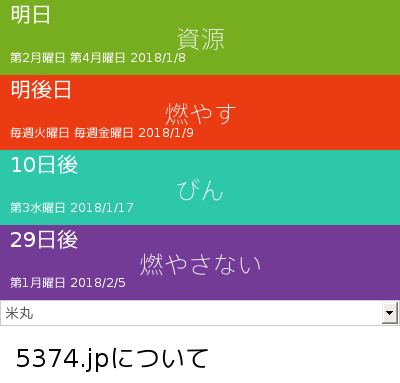 明日
資源
第2月曜日 第4月曜日 2018/1/8
明後日
燃やす
毎週火曜日 毎週金曜日 2018/1/9
10日後
びん
第3水曜日 2018/1/17
29日後
燃やさない
第1月曜日 2018/2/5
米丸
5374.jpについて